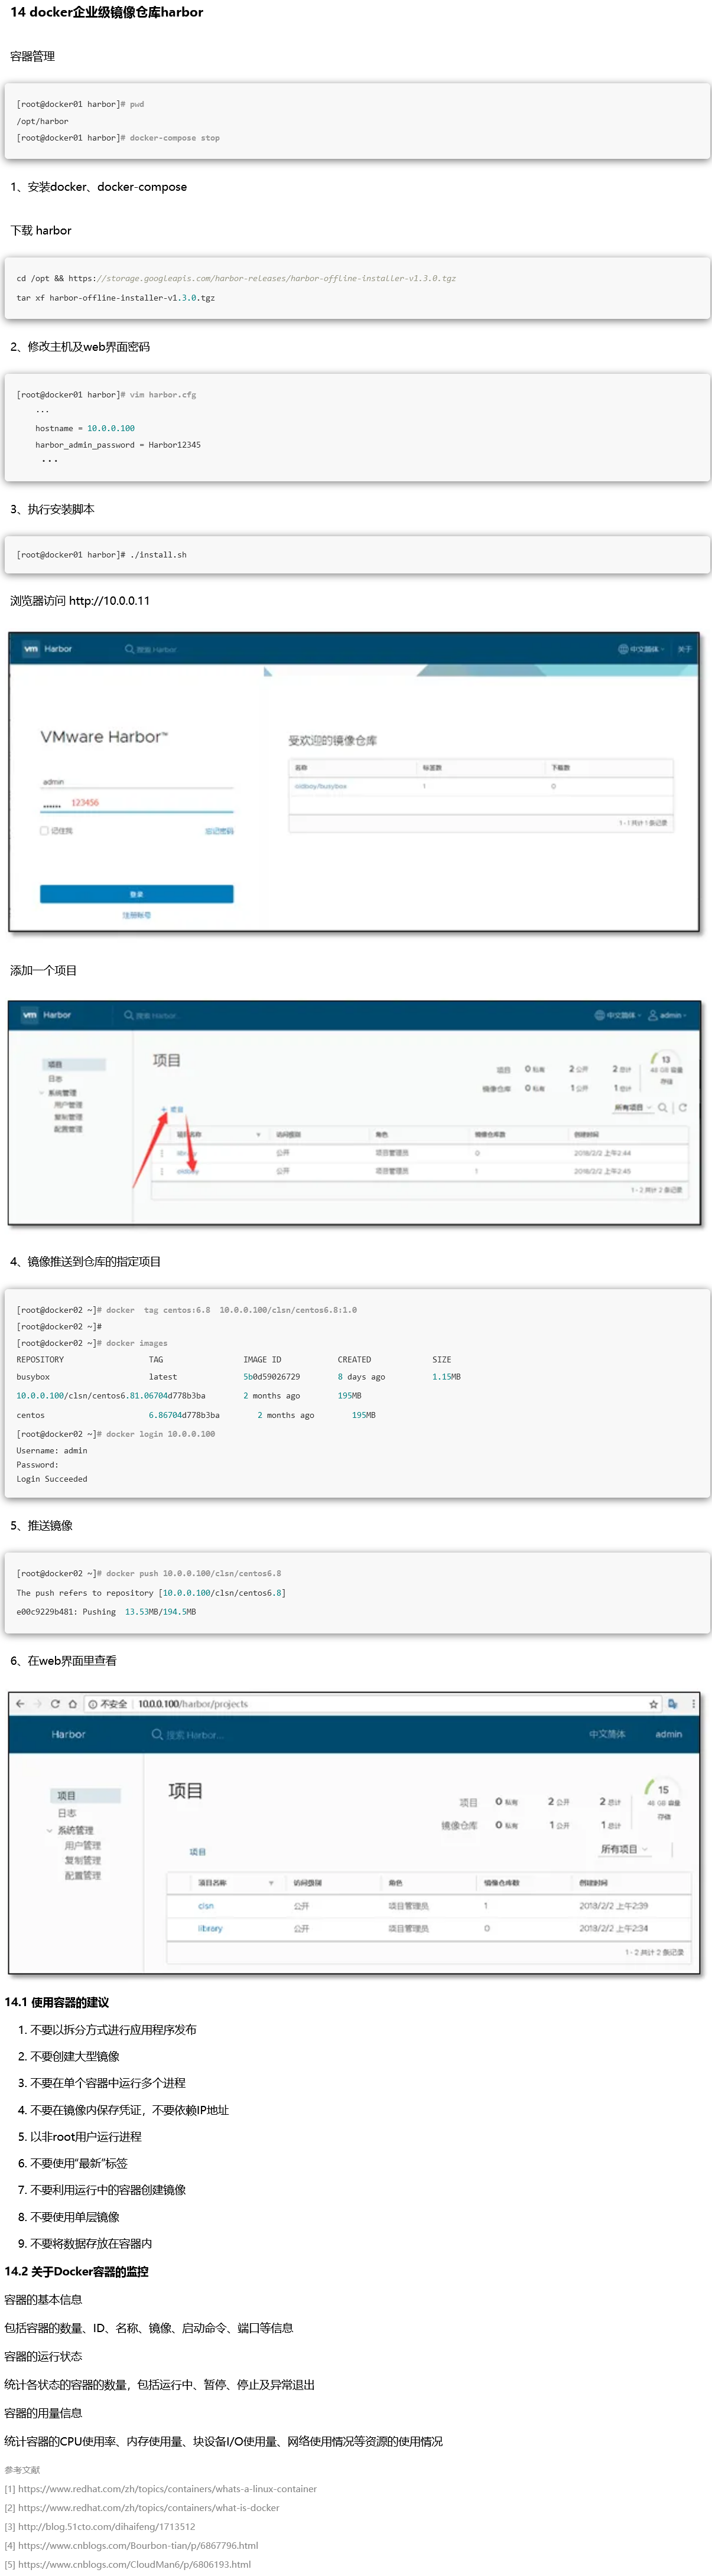 14 docker企业级镜像仓库harbor
容器管理
[root@docker01 harbor]# pwd
/opt/harbor
[root@docker01 harbor]# docker-compose stop
1、安装docker、docker-compose
下载 harbor
cd /opt && https://storage.googleapis.com/harbor-releases/harbor-offline-installer-v1.3.0.tgz
tar xf harbor-offline-installer-v1.3.0.tgz
2、修改主机及web界面密码
[root@docker01 harbor]# vim harbor.cfg
···
hostname = 10.0.0.100
harbor_admin_password = Harbor12345
···
3、执行安装脚本
[root@docker01 harbor]# ./install.sh
浏览器访问 http://10.0.0.11
vm Harbor 搜索 Harbor 中文简体 关于
VMware Harbor™
受欢迎的镜像仓库
名称 标签数 下载数
admin
oldboy/busybox 1 0
•••••• 123456
1 - 1 共计 1 条记录
记住我 忘记密码
登录
注册账号
添加一个项目
vm Harbor 搜索 Harbor... 中文简体 admin
项目
日志
系统管理
用户管理
复制管理
配置管理
项目
项目 0 私有 2 公开 2 总计
镜像仓库 0 私有 1 公开 1 总计
13
48 GB 容量
存储
+ 项目
所有项目
项目名称 访问级别 角色 镜像仓库数 创建时间
公开 项目管理员 0 2018/2/2 上午2:44
oldboy 公开 项目管理员 1 2018/2/2 上午2:45
1 - 2 共计 2 条记录
4、镜像推送到仓库的指定项目
[root@docker02 ~]# docker  tag centos:6.8  10.0.0.100/clsn/centos6.8:1.0
[root@docker02 ~]#
[root@docker02 ~]# docker images
REPOSITORY TAG IMAGE ID CREATED SIZE
busybox latest 5b0d59026729 8 days ago 1.15MB
10.0.0.100/clsn/centos6.81.06704d778b3ba 2 months ago 195MB
centos 6.86704d778b3ba 2 months ago 195MB
[root@docker02 ~]# docker login 10.0.0.100
Username: admin
Password:
Login Succeeded
5、推送镜像
[root@docker02 ~]# docker push 10.0.0.100/clsn/centos6.8
The push refers to repository [10.0.0.100/clsn/centos6.8]
e00c9229b481: Pushing  13.53MB/194.5MB
6、在web界面里查看
不安全 | 10.0.0.100/harbor/projects
Harbor 搜索 Harbor... 中文简体 admin
项目
日志
系统管理
用户管理
复制管理
配置管理
项目
项目 0 私有 2 公开 2 总计
镜像仓库 0 私有 1 公开 1 总计
15
48 GB 容量
存储
项目
所有项目
项目名称 访问级别 角色 镜像仓库数 创建时间
clsn 公开 项目管理员 1 2018/2/2 上午2:39
library 公开 项目管理员 0 2018/2/2 上午2:34
1 - 2 共计 2 条记录
14.1 使用容器的建议
1. 不要以拆分方式进行应用程序发布
2. 不要创建大型镜像
3. 不要在单个容器中运行多个进程
4. 不要在镜像内保存凭证，不要依赖IP地址
5. 以非root用户运行进程
6. 不要使用“最新”标签
7. 不要利用运行中的容器创建镜像
8. 不要使用单层镜像
9. 不要将数据存放在容器内
14.2 关于Docker容器的监控
容器的基本信息
包括容器的数量、ID、名称、镜像、启动命令、端口等信息
容器的运行状态
统计各状态的容器的数量，包括运行中、暂停、停止及异常退出
容器的用量信息
统计容器的CPU使用率、内存使用量、块设备I/O使用量、网络使用情况等资源的使用情况
参考文献
[1] https://www.redhat.com/zh/topics/containers/whats-a-linux-container
[2] https://www.redhat.com/zh/topics/containers/what-is-docker
[3] http://blog.51cto.com/dihaifeng/1713512
[4] https://www.cnblogs.com/Bourbon-tian/p/6867796.html
[5] https://www.cnblogs.com/CloudMan6/p/6806193.html